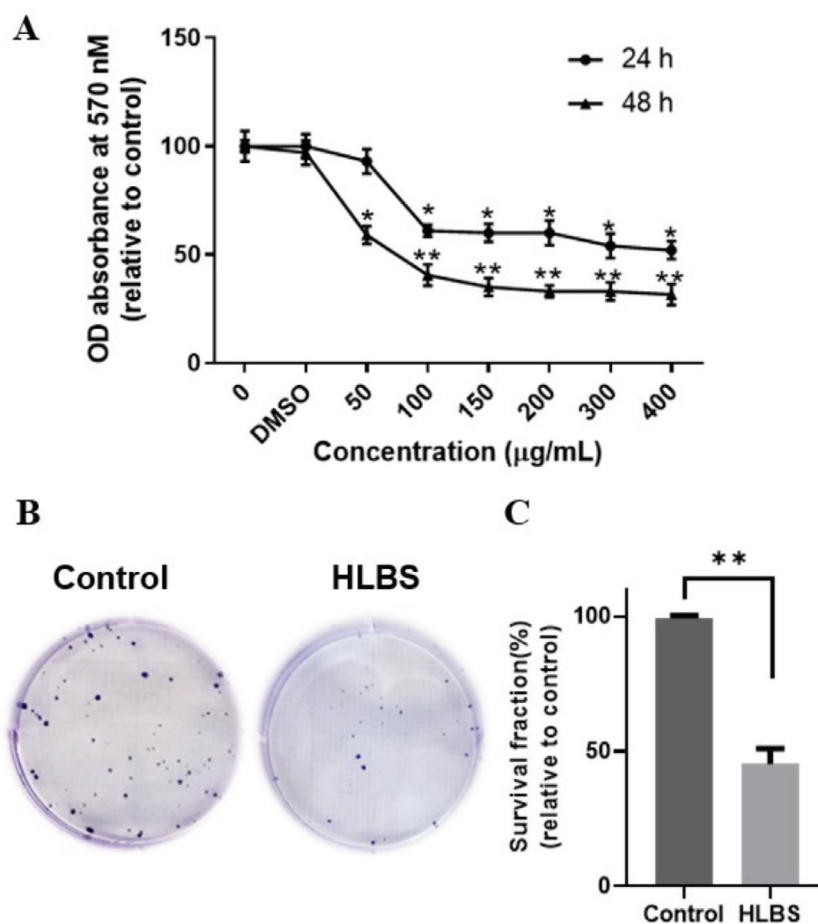 A
OD absorbance at 570 nM
(relative to control)
150
100
50
0
24 h
48 h
* * * * *
* ** ** ** ** **
0 DMSO 50 100 150 200 300 400
Concentration (µg/mL)
B
Control HLBS
C
**
Survival fraction(%)
(relative to control)
100
50
0
Control HLBS